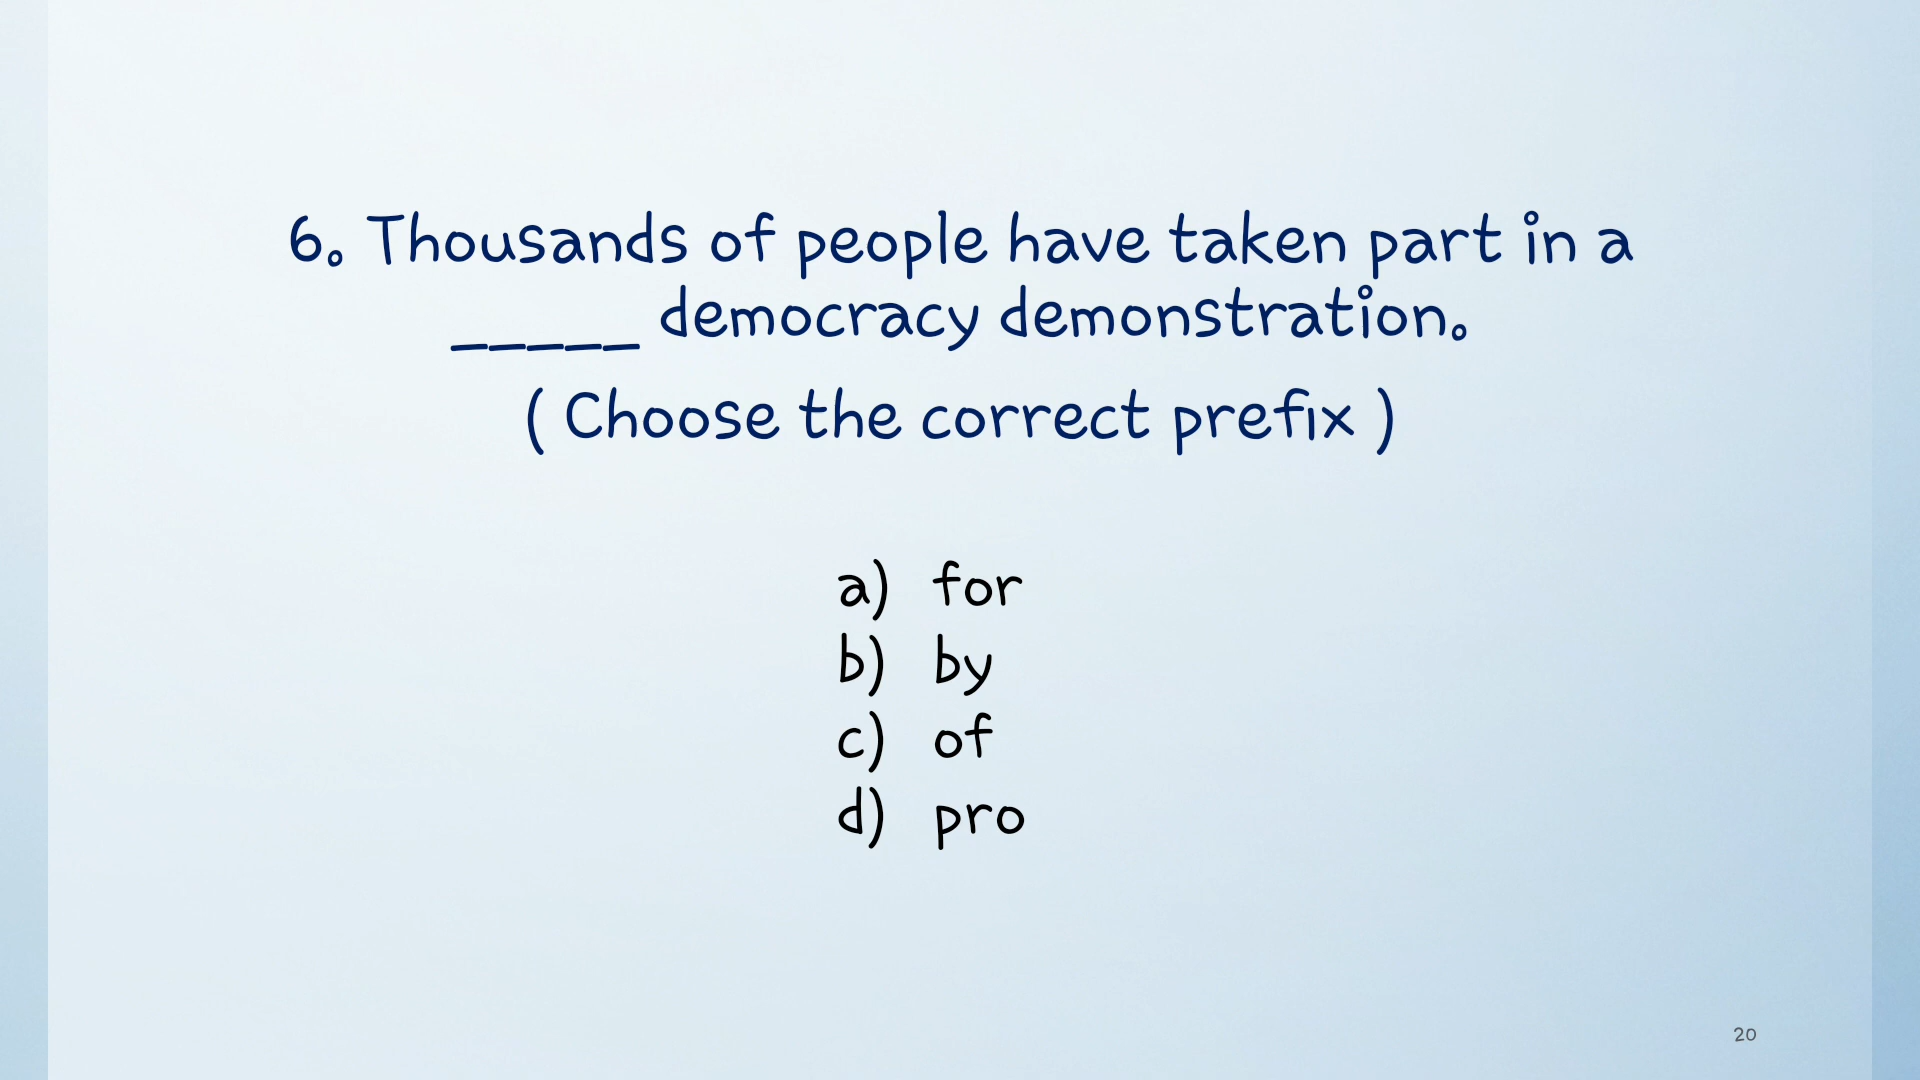 6. Thousands of people have taken part in a
_____ democracy demonstration.
( Choose the correct prefix )
a) for
b) by
c) of
d) pro
20